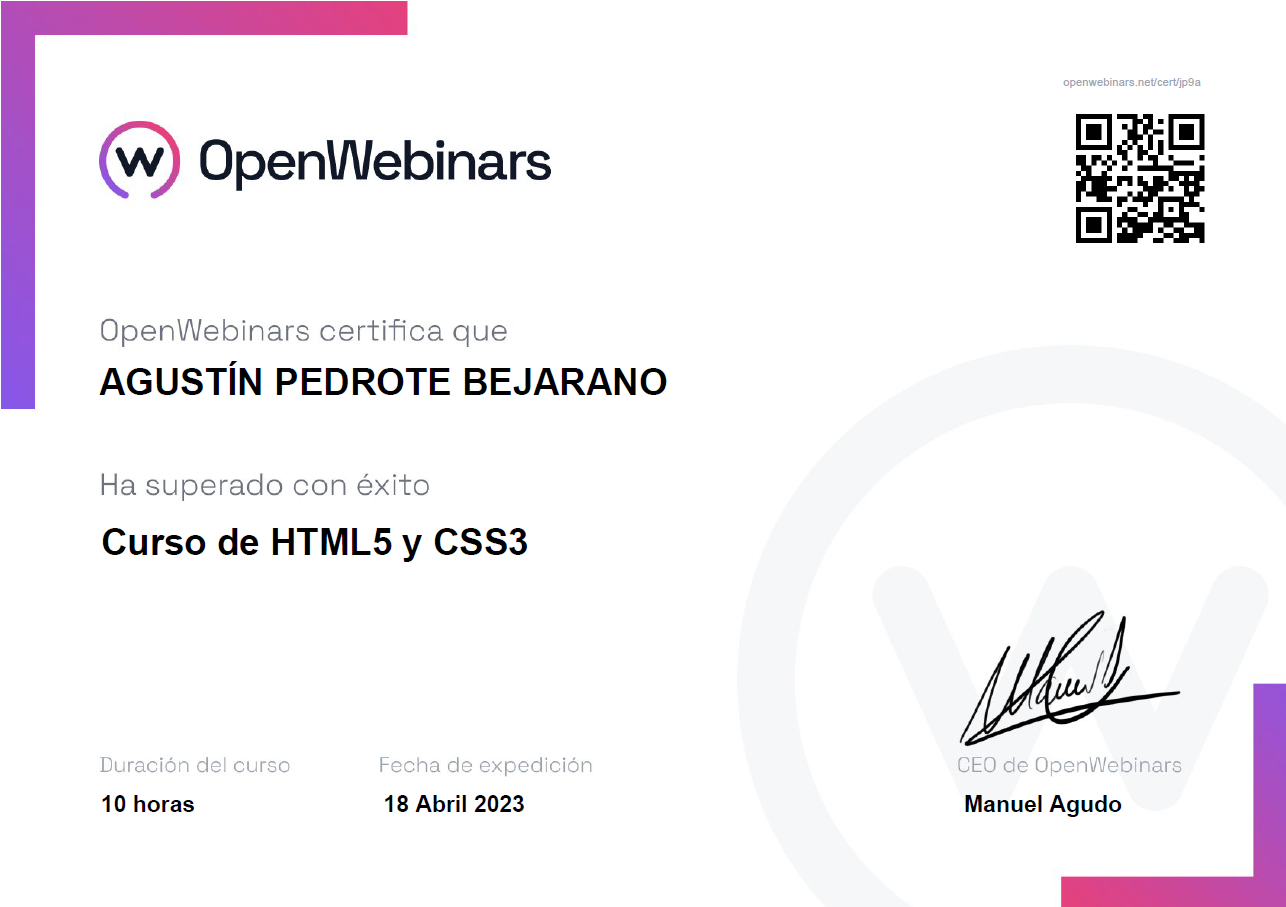 openwebinars.net/cert/jp9a
W OpenWebinars
OpenWebinars certifica que
AGUSTÍN PEDROTE BEJARANO
Ha superado con éxito
Curso de HTML5 y CSS3
Duración del curso
Fecha de expedición
CEO de OpenWebinars
10 horas
18 Abril 2023
Manuel Agudo